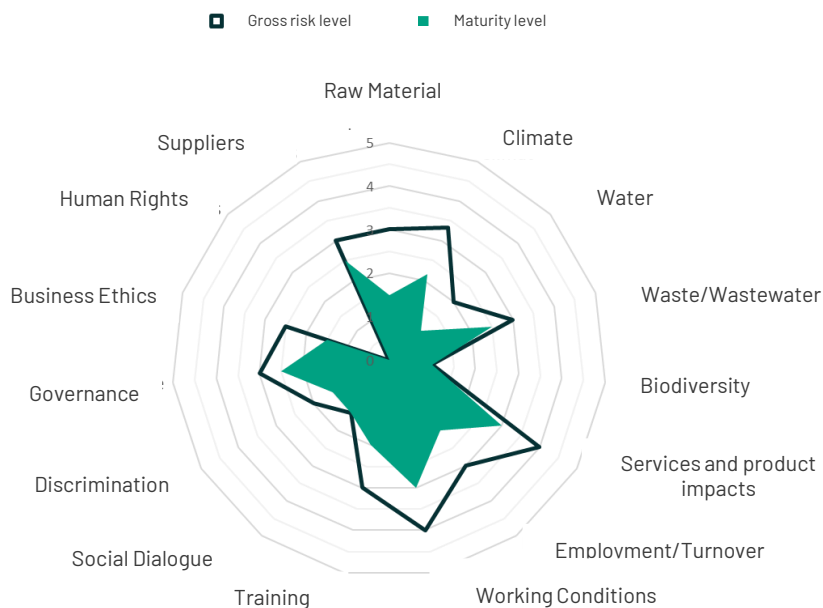 Gross risk level
Maturity level
Raw Material
Climate
Water
Waste/Wastewater
Biodiversity
Services and product
impacts
Employment/Turnover
Working Conditions
Training
Social Dialogue
Discrimination
Governance
Business Ethics
Human Rights
Suppliers
5
4
3
2
1
0